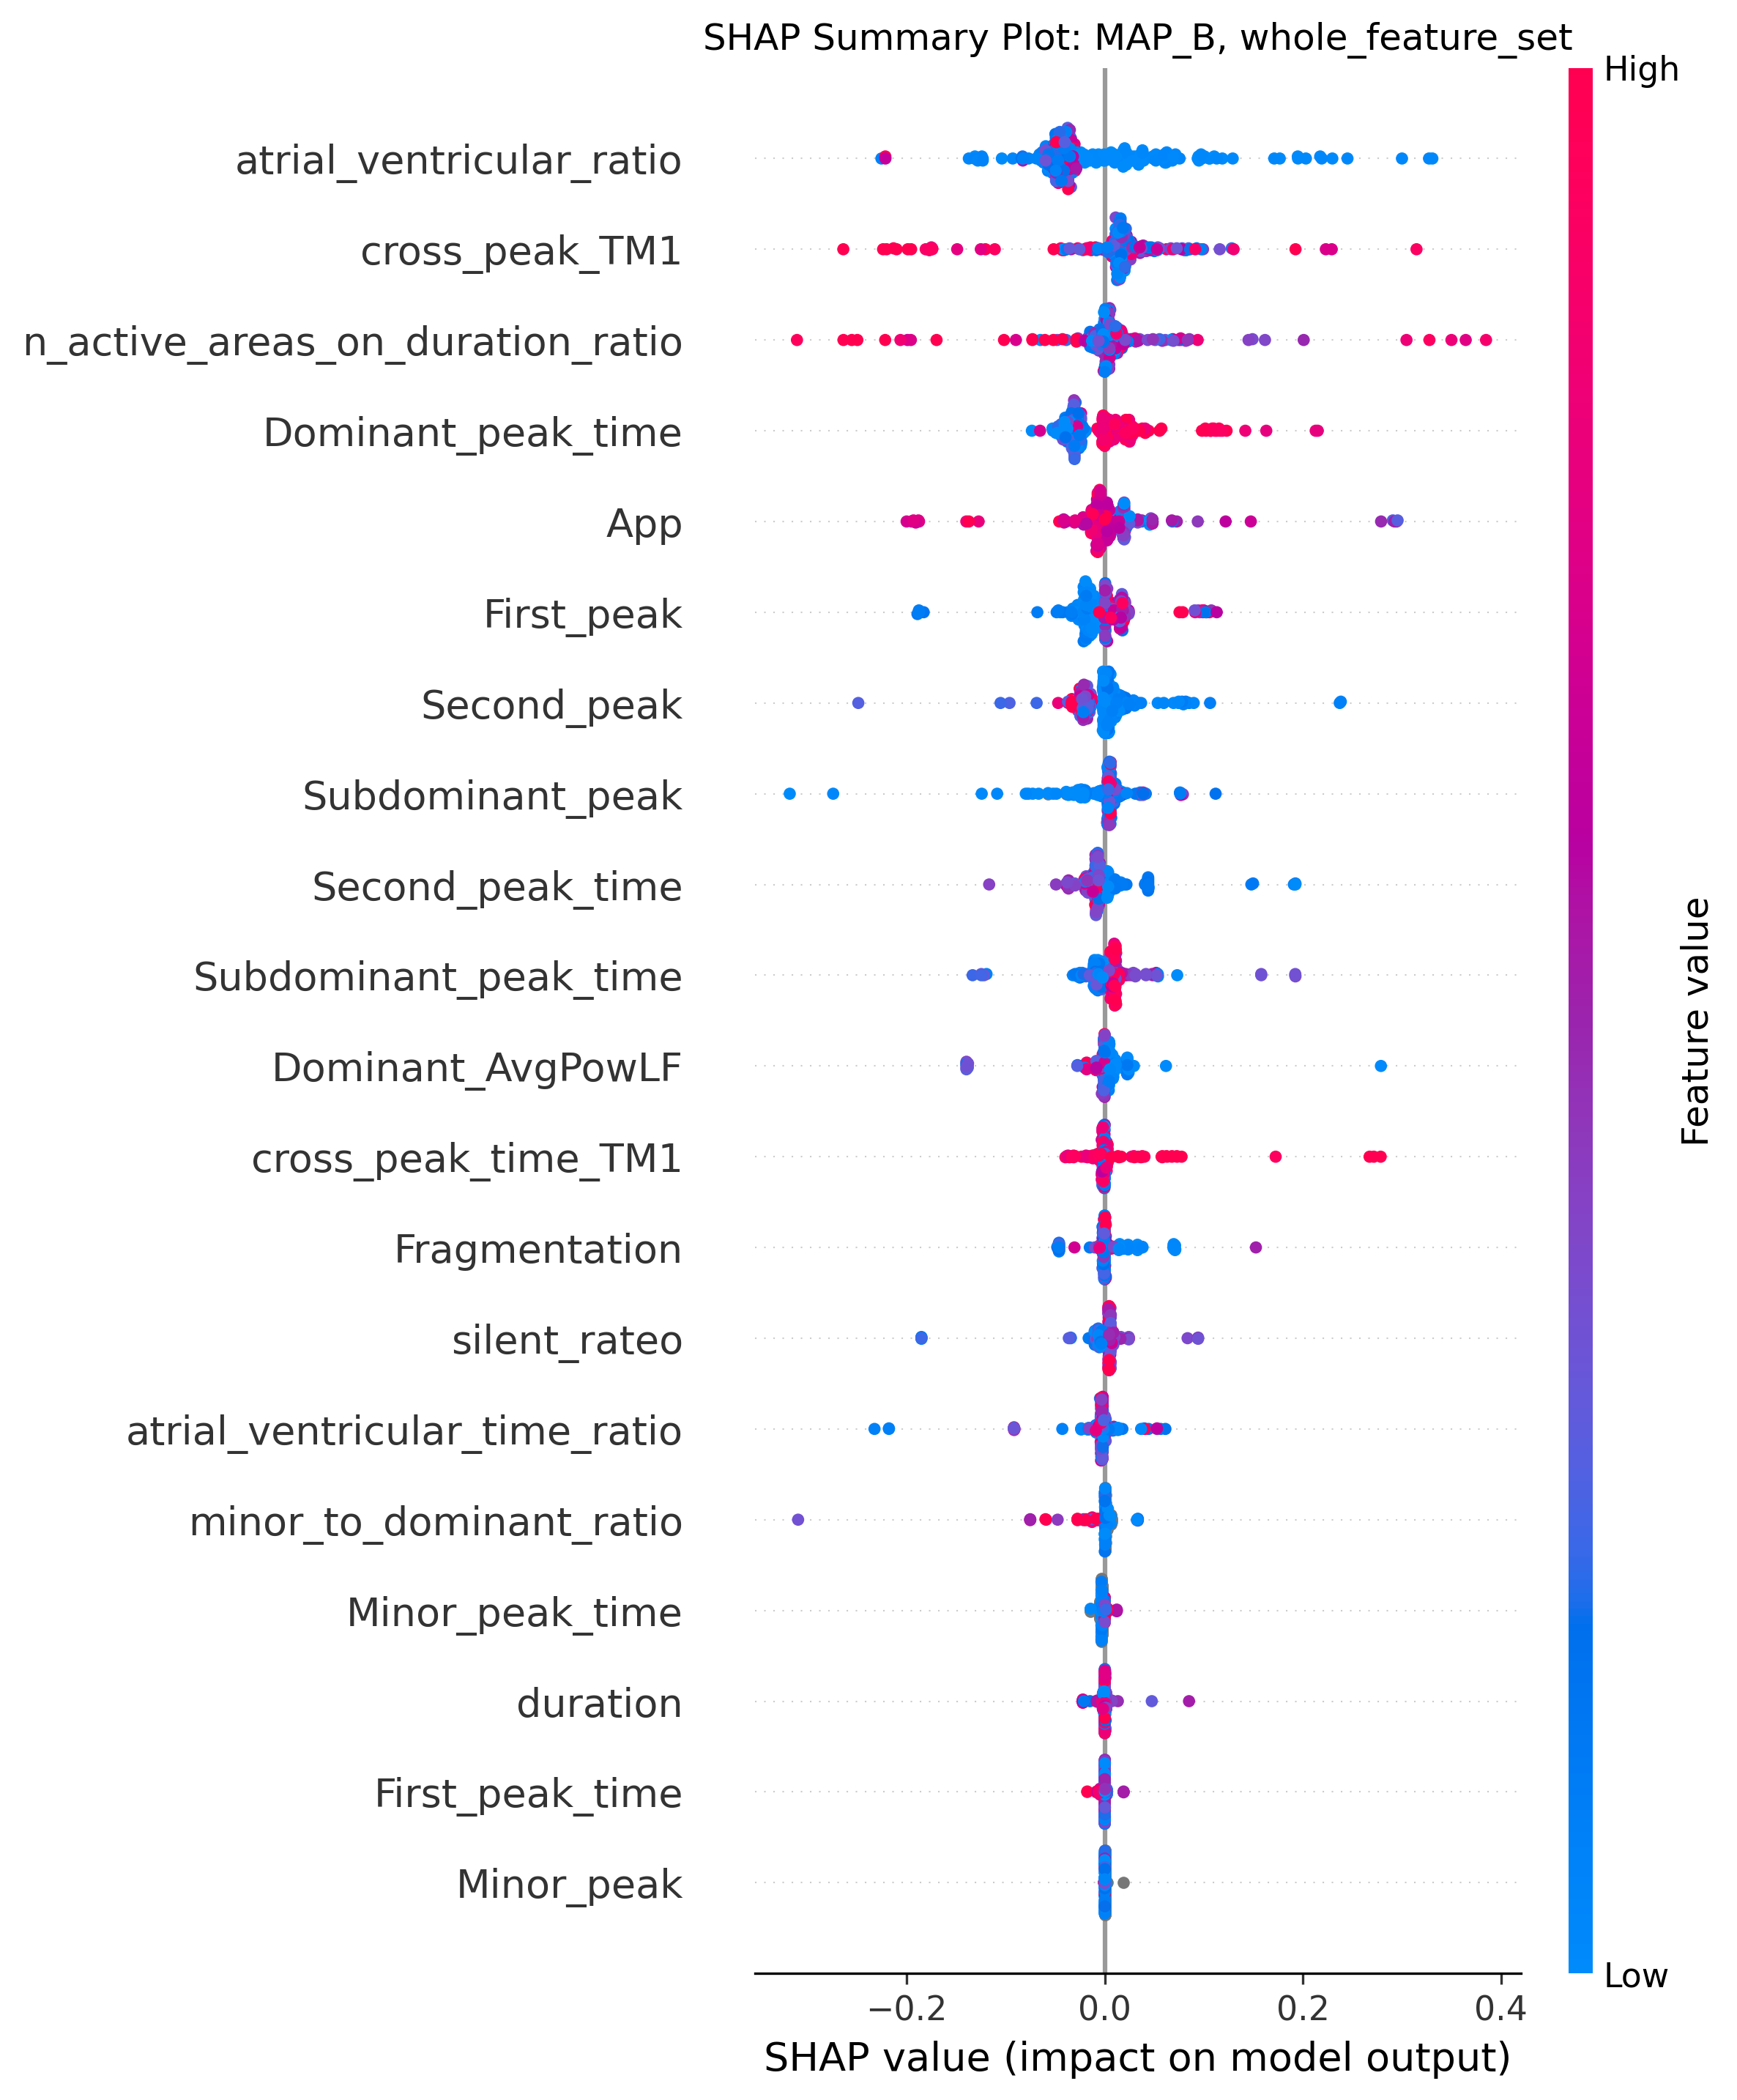 SHAP Summary Plot: MAP_B, whole_feature_set
High
atrial_ventricular_ratio
cross_peak_TM1
n_active_areas_on_duration_ratio
Dominant_peak_time
App
First_peak
Second_peak
Subdominant_peak
Second_peak_time
Subdominant_peak_time
Dominant_AvgPowLF
cross_peak_time_TM1
Fragmentation
silent_rateo
atrial_ventricular_time_ratio
minor_to_dominant_ratio
Minor_peak_time
duration
First_peak_time
Minor_peak
Feature value
Low
−0.2 0.0 0.2 0.4
SHAP value (impact on model output)